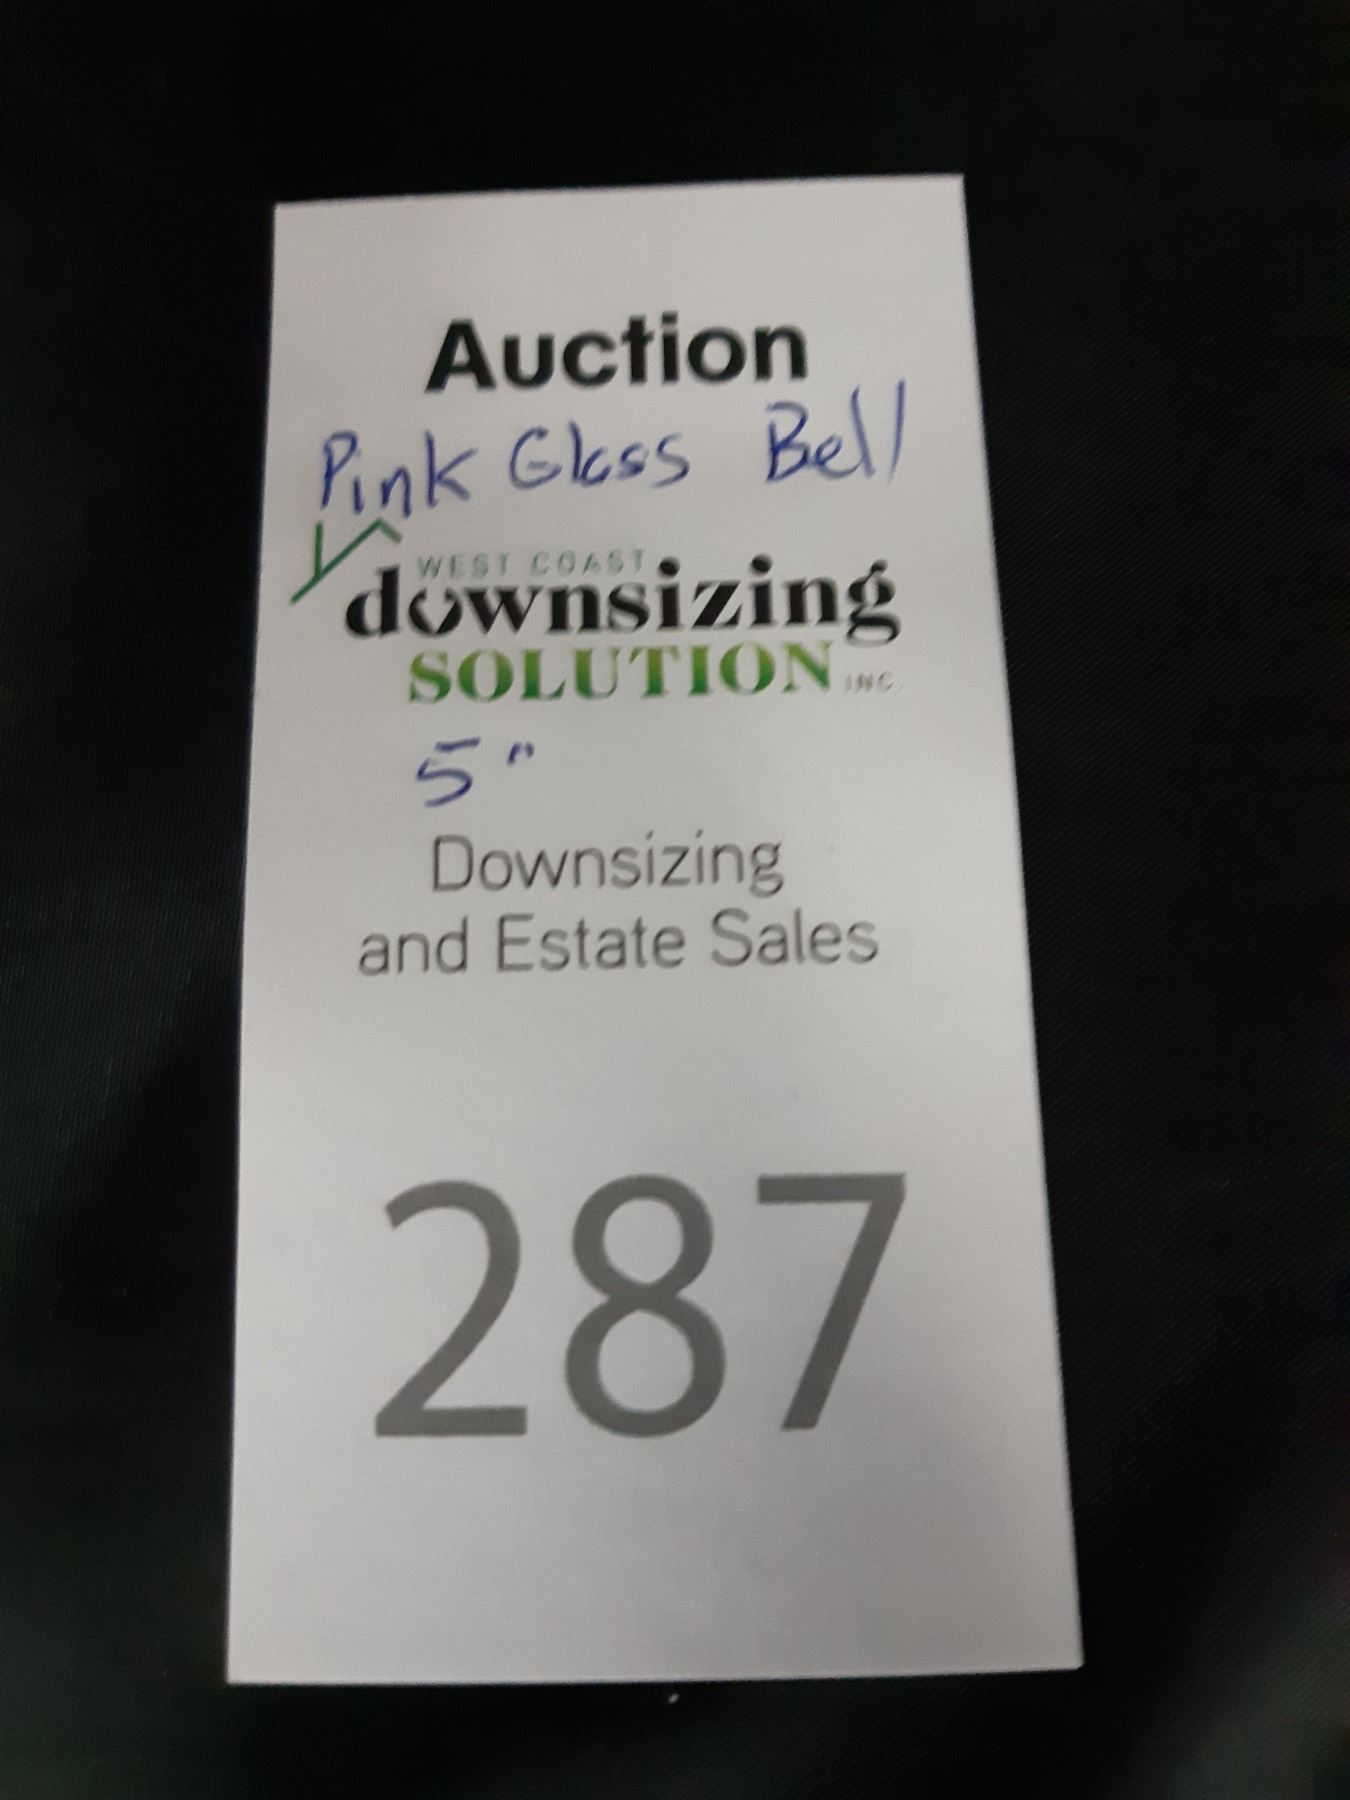 Auction
Pink Glass Bell
WEST COAST
downsizing
SOLUTION INC.
5"
Downsizing
and Estate Sales
287